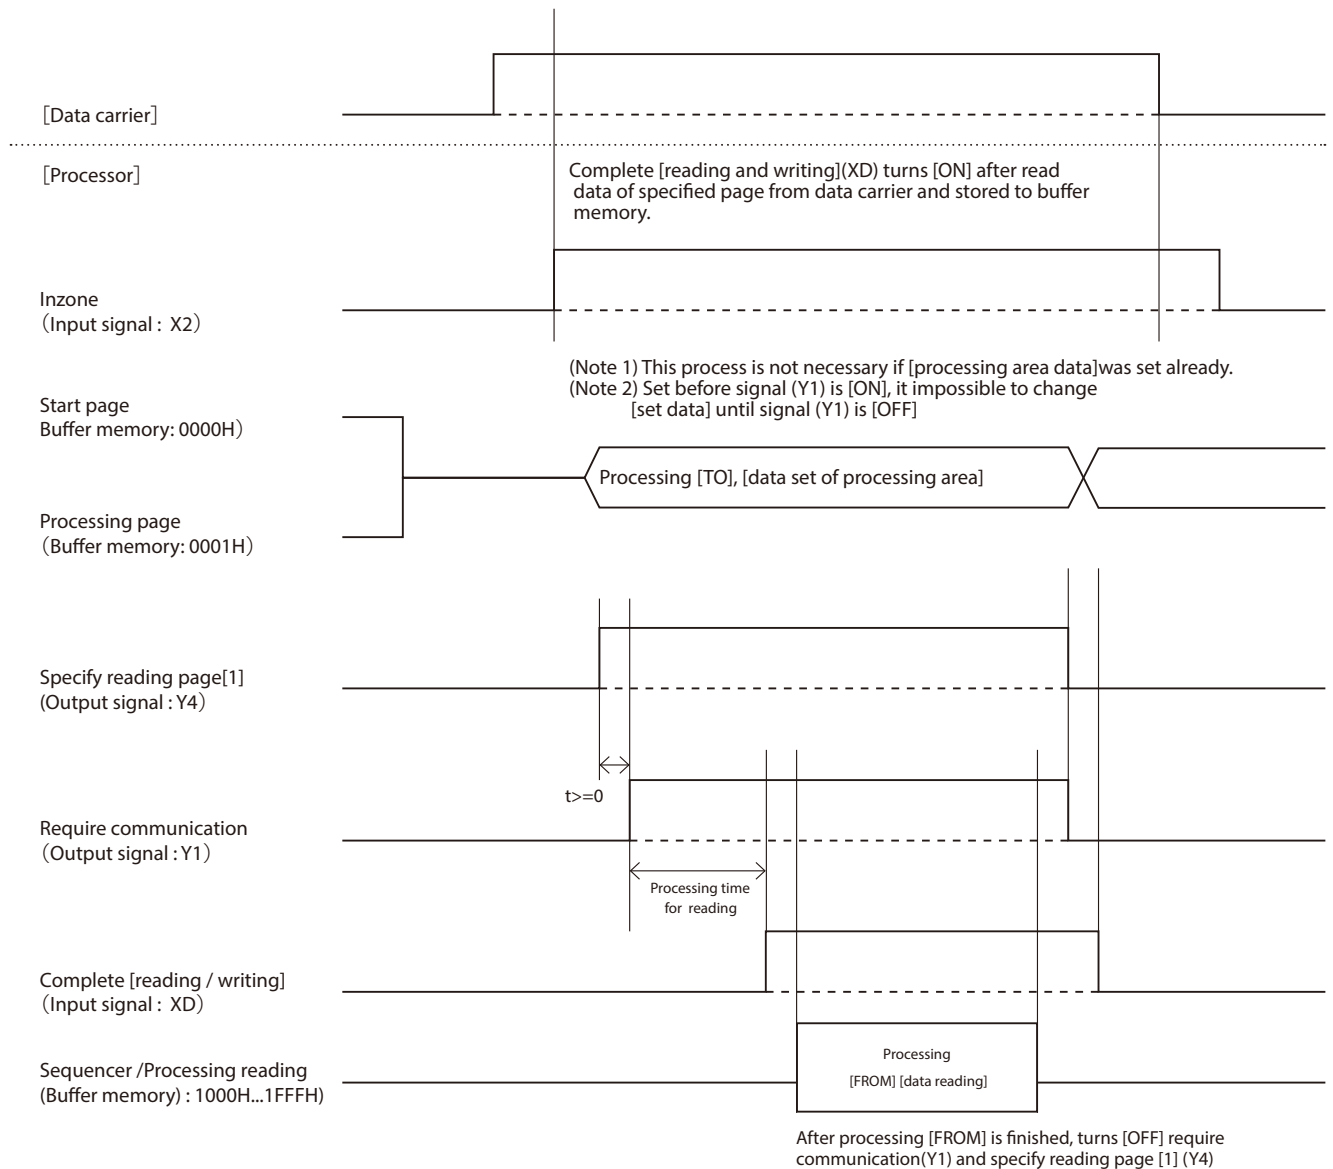 ［Data carrier］
［Processor］
Complete [reading and writing](XD) turns [ON] after read
data of specified page from data carrier and stored to buffer
memory.
Inzone
（Input signal : X2）
(Note 1) This process is not necessary if [processing area data]was set already.
(Note 2) Set before signal (Y1) is [ON], it impossible to change
[set data] until signal (Y1) is [OFF]
Start page
Buffer memory: 0000H）
Processing [TO], [data set of processing area]
Processing page
（Buffer memory: 0001H）
Specify reading page[1]
(Output signal : Y4）
t>=0
Require communication
（Output signal : Y1）
Processing time
for reading
Complete [reading / writing]
（Input signal : XD）
Sequencer /Processing reading
(Buffer memory) : 1000H...1FFFH)
Processing
[FROM] [data reading]
After processing [FROM] is finished, turns [OFF] require
communication(Y1) and specify reading page [1] (Y4)